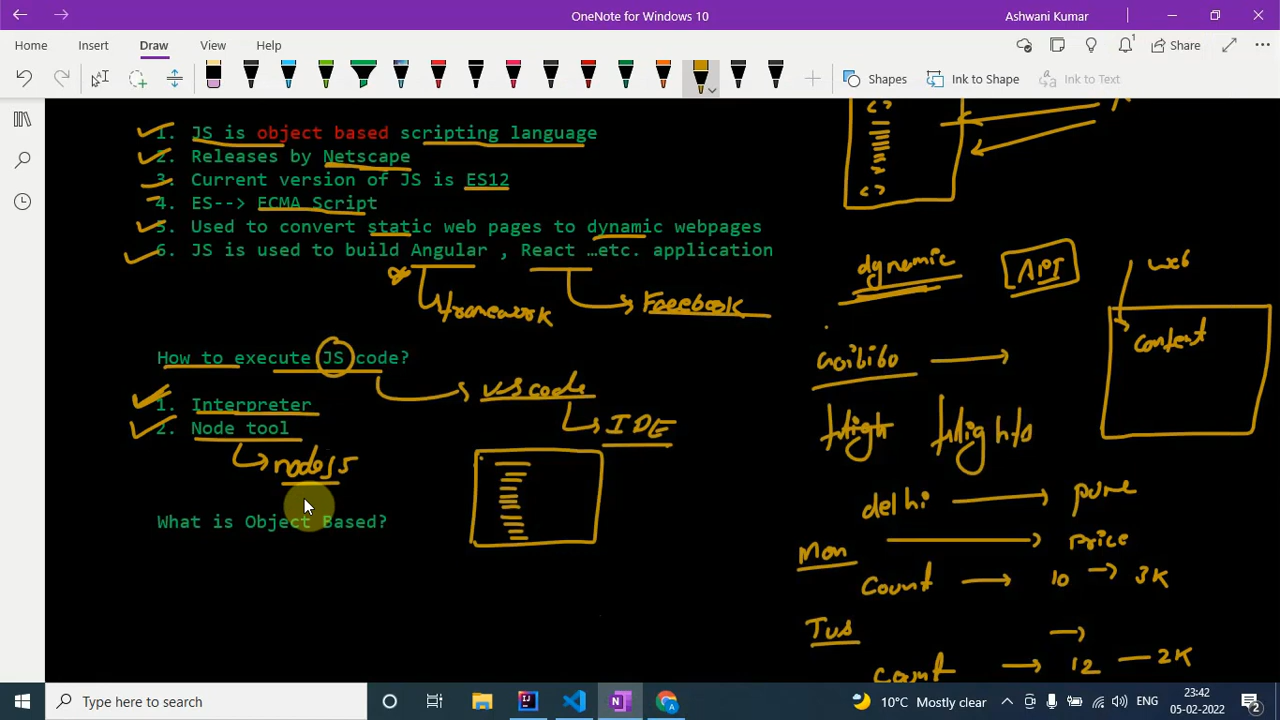 OneNote for Windows 10
Ashwani Kumar
Home Insert Draw View Help
Share
Shapes
Ink to Shape
Ink to Text
1. JS is object based scripting language
2. Releases by Netscape
3. Current version of JS is ES12
4. ES--> ECMA Script
5. Used to convert static web pages to dynamic webpages
6. JS is used to build Angular , React …etc. application
framework
Facebook
How to execute JS code?
vscode
IDE
1. Interpreter
2. Node tool
nodejs
What is Object Based?
<>
<>
dynamic API
web
content
goibibo
delhi pune
price
Mon
Count 10 3K
Tus
Count 12 2K
Type here to search
10°C Mostly clear
ENG
23:42
05-02-2022
2